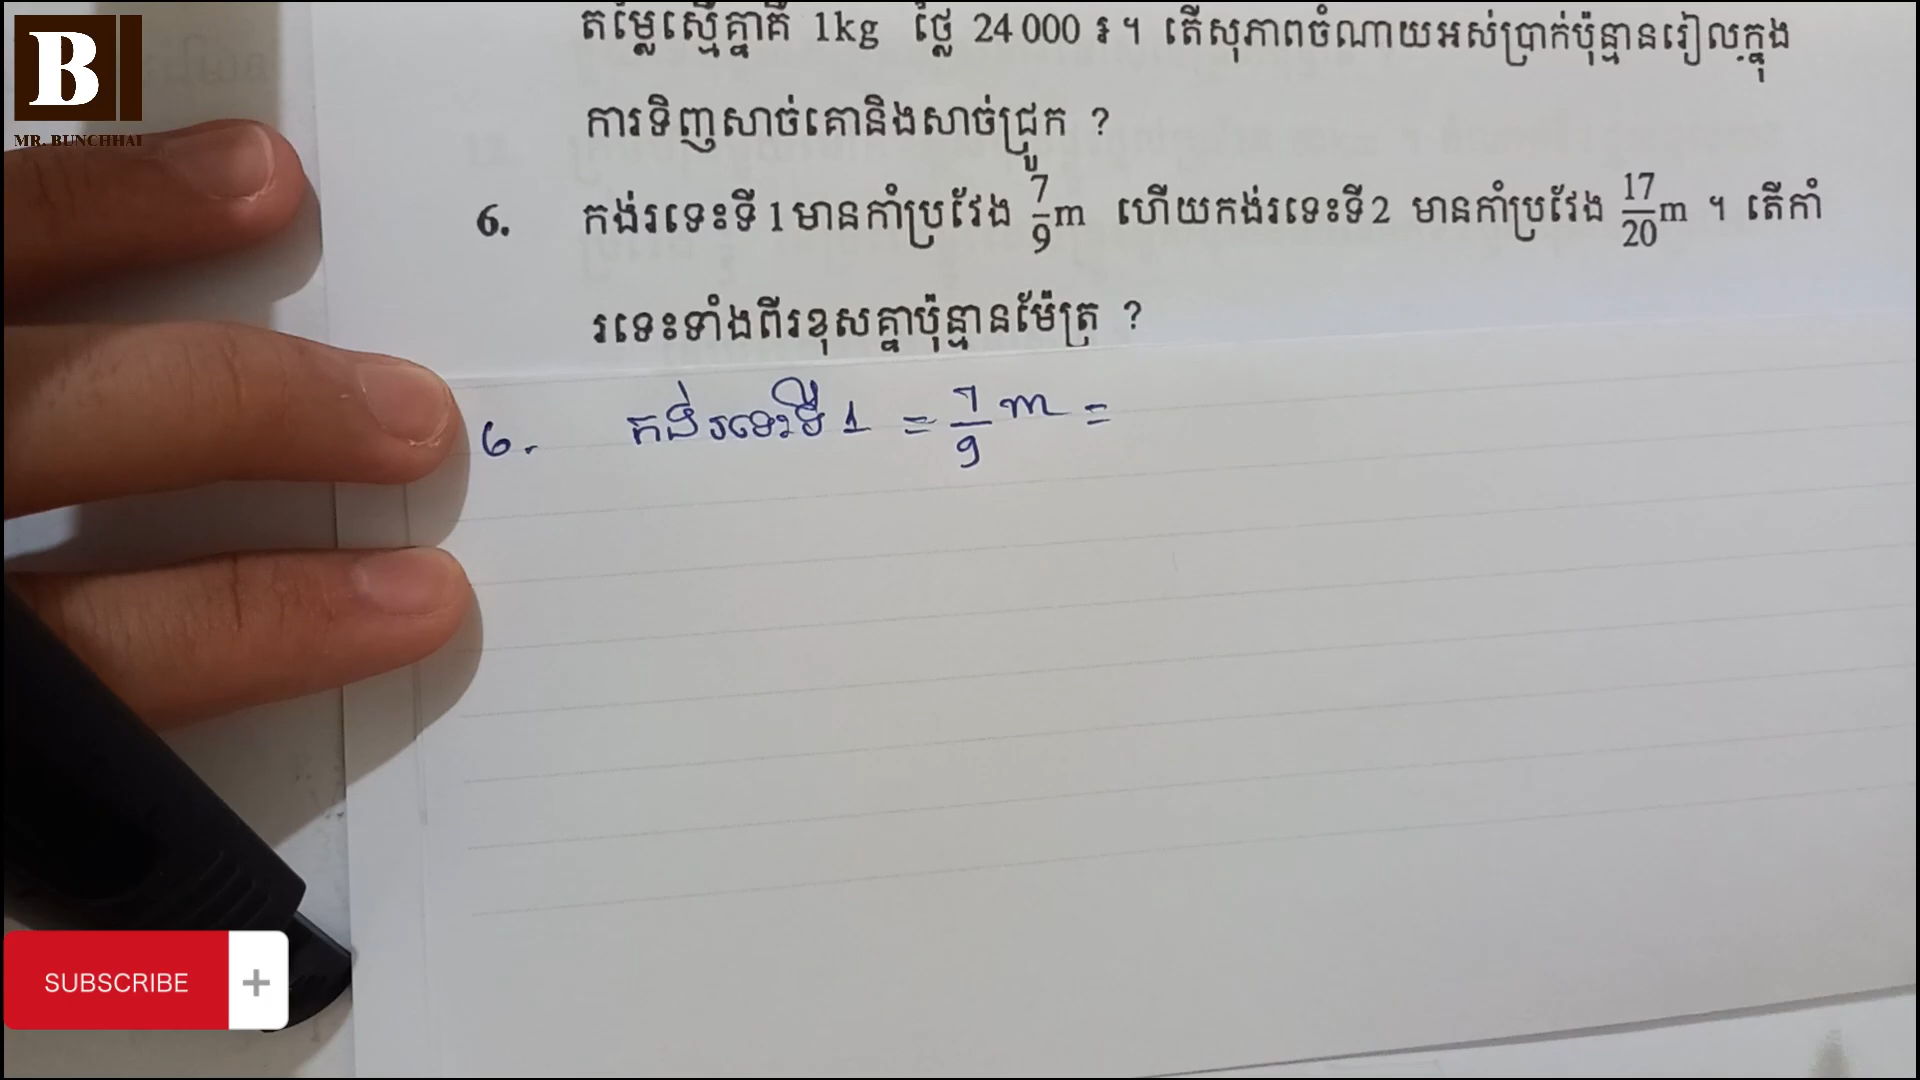 B
MR. BUNCHHAI
តម្លៃស្មើគ្នាគឺ 1kg ថ្លៃ 24 000 ៛ ។ តើសុភាពចំណាយអស់ប្រាក់ប៉ុន្មានរៀលក្នុង
ការទិញសាច់គោនិងសាច់ជ្រូក ?
6. កង់រទេះទី 1 មានកាំប្រវែង 7/9 m ហើយកង់រទេះទី 2 មានកាំប្រវែង 17/20 m ។ តើកាំ
រទេះទាំងពីរខុសគ្នាប៉ុន្មានម៉ែត្រ ?
6. កង់រទេះទី 1 = 7/9 m =
SUBSCRIBE +